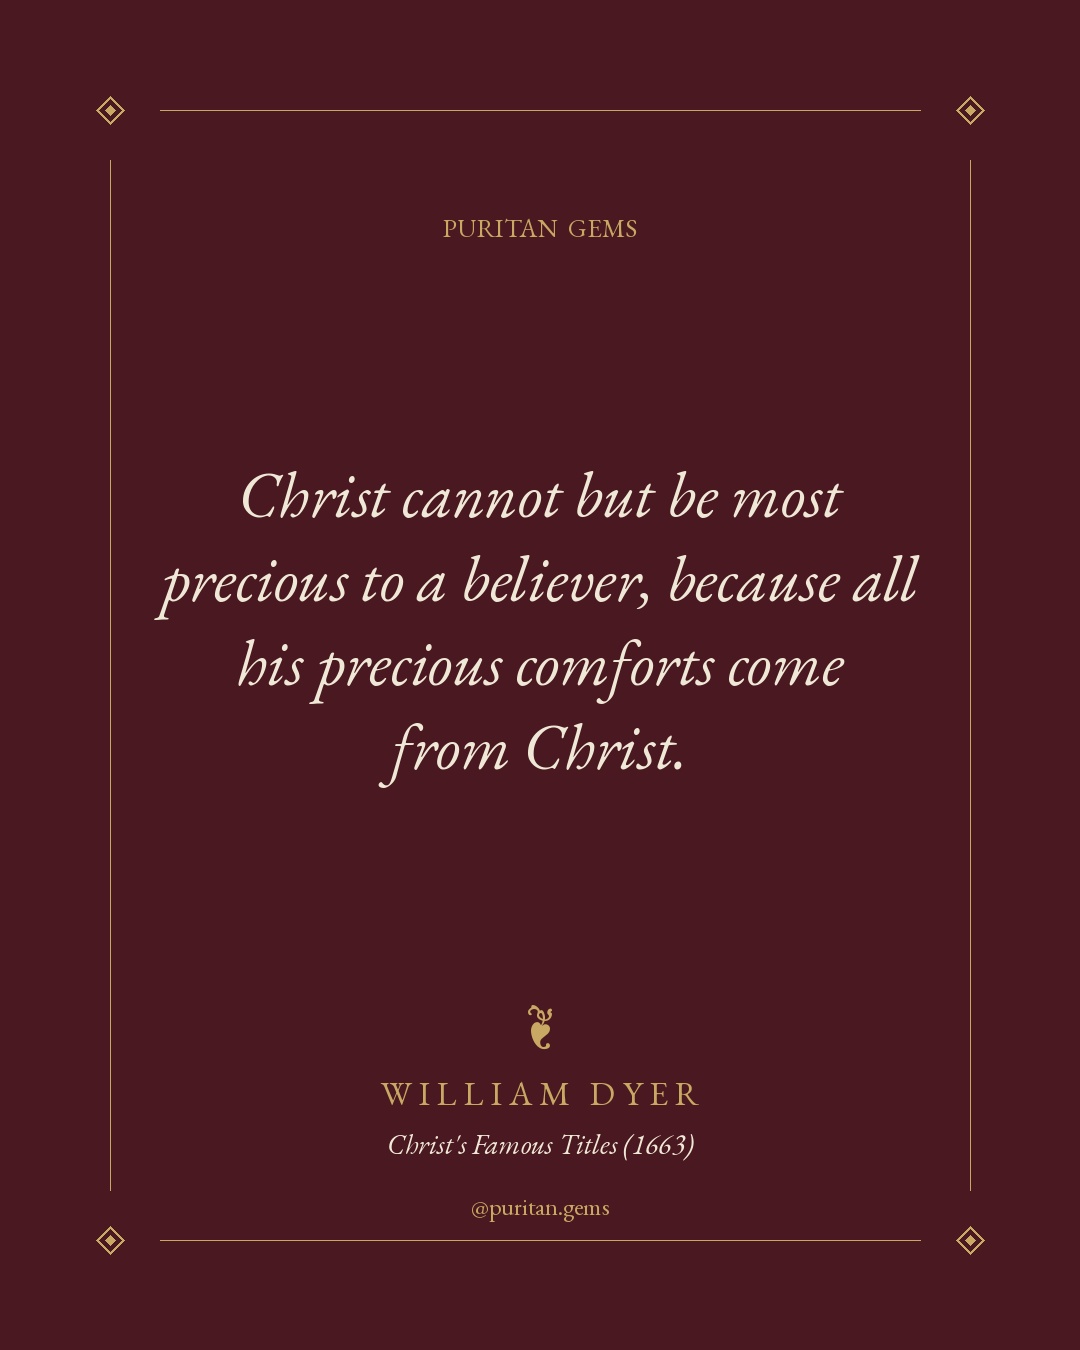 PURITAN GEMS
Christ cannot but be most
precious to a believer, because all
his precious comforts come
from Christ.
WILLIAM DYER
Christ's Famous Titles (1663)
@puritan.gems